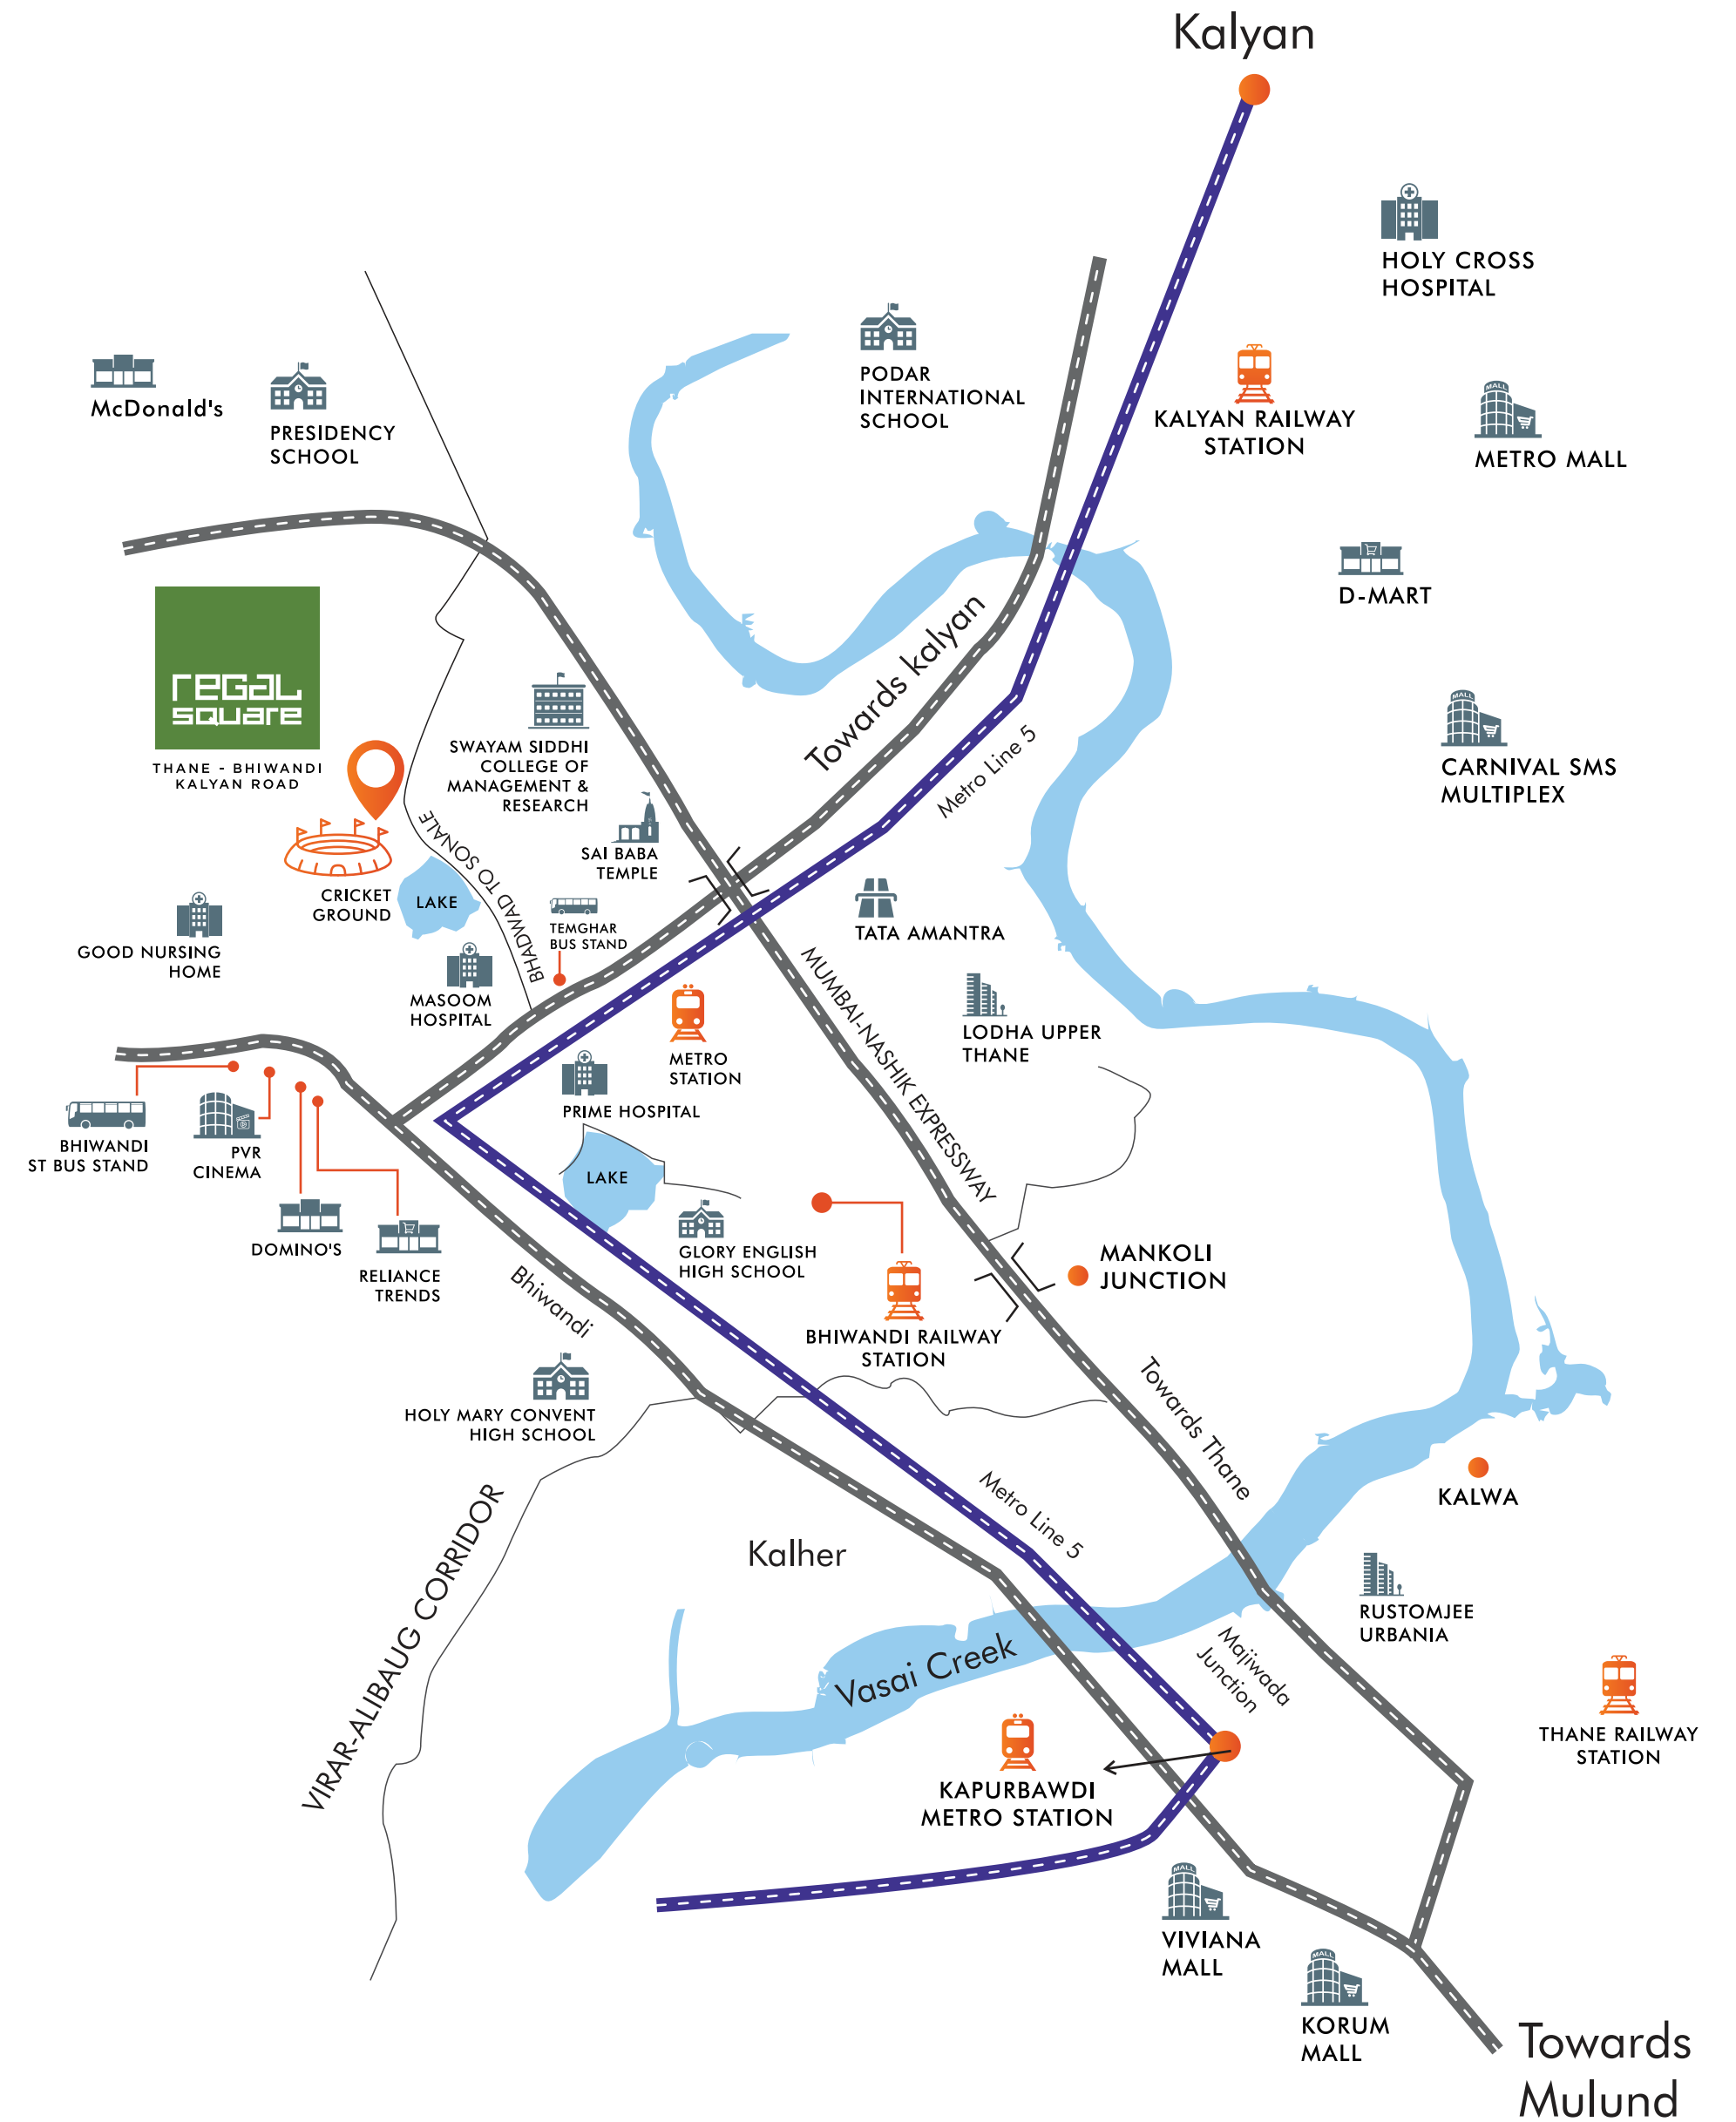 Kalyan
HOLY CROSS
HOSPITAL
PODAR
INTERNATIONAL
SCHOOL
KALYAN RAILWAY
STATION
MALL
METRO MALL
McDonald's
PRESIDENCY
SCHOOL
D-MART
regal
square
THANE - BHIWANDI
KALYAN ROAD
Towards kalyan
Metro Line 5
MALL
CARNIVAL SMS
MULTIPLEX
SWAYAM SIDDHI
COLLEGE OF
MANAGEMENT &
RESEARCH
SAI BABA
TEMPLE
BHADWAD TO SONALE
CRICKET
GROUND
LAKE
TEMGHAR
BUS STAND
TATA AMANTRA
GOOD NURSING
HOME
MASOOM
HOSPITAL
MUMBAI-NASHIK EXPRESSWAY
LODHA UPPER
THANE
METRO
STATION
PRIME HOSPITAL
BHIWANDI
ST BUS STAND
PVR
CINEMA
LAKE
DOMINO'S
RELIANCE
TRENDS
GLORY ENGLISH
HIGH SCHOOL
MANKOLI
JUNCTION
Bhiwandi
BHIWANDI RAILWAY
STATION
HOLY MARY CONVENT
HIGH SCHOOL
Towards Thane
KALWA
VIRAR-ALIBAUG CORRIDOR
Metro Line 5
Kalher
RUSTOMJEE
URBANIA
Vasai Creek
Majiwada
Junction
THANE RAILWAY
STATION
KAPURBAWDI
METRO STATION
MALL
VIVIANA
MALL
MALL
KORUM
MALL
Towards
Mulund